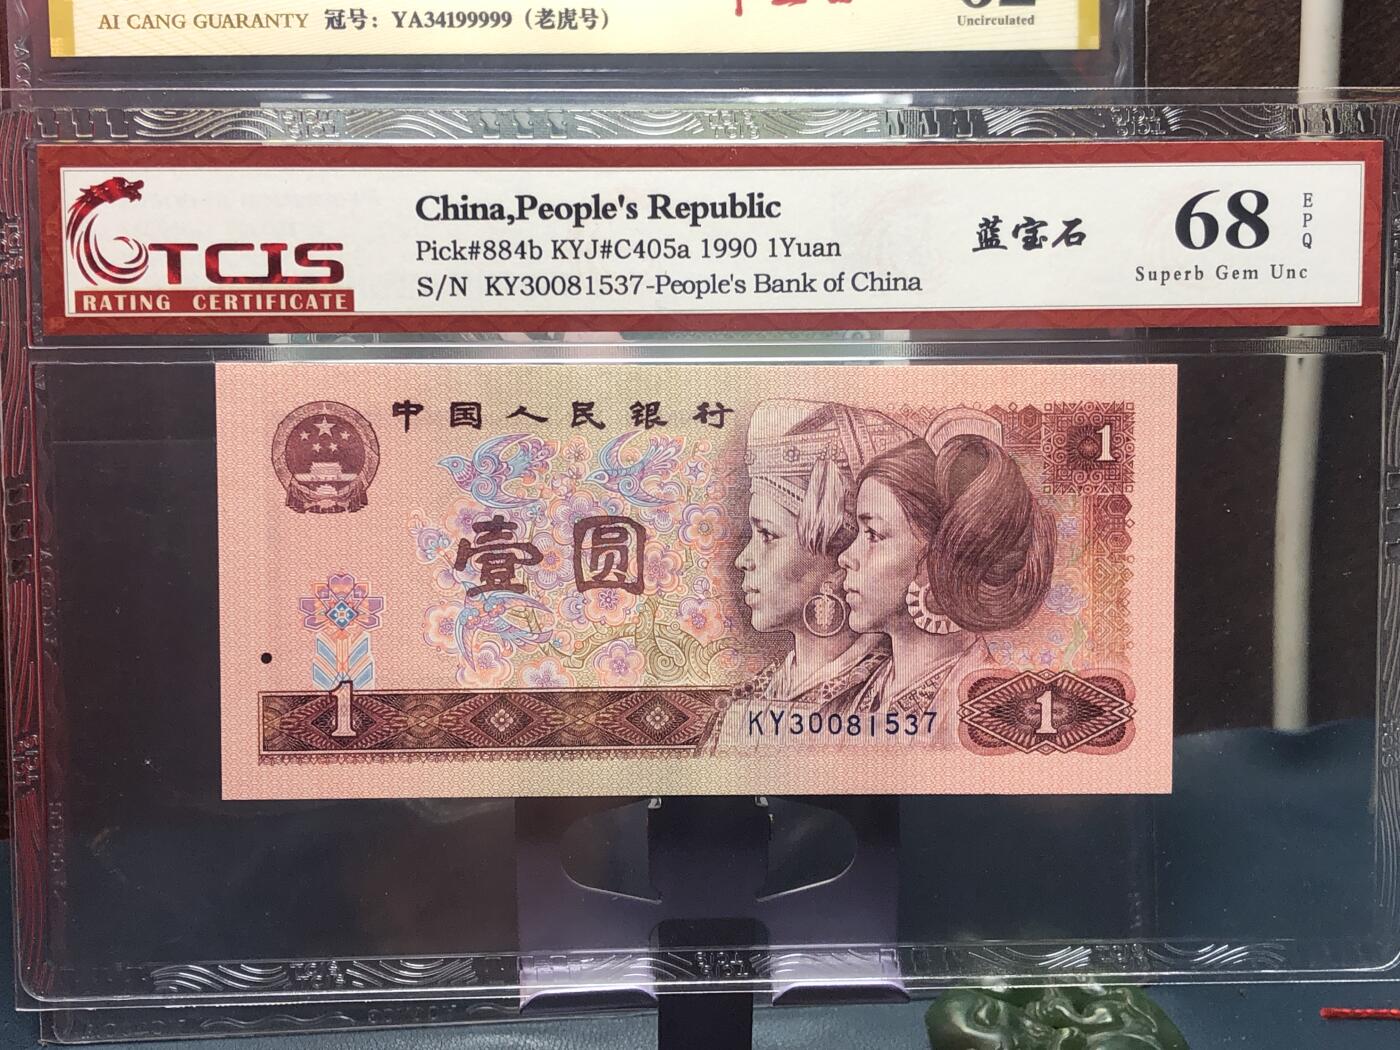 AI CANG GUARANTY 冠号：YA34199999（老虎号）
Uncirculated
TCIS
RATING CERTIFICATE
China,People's Republic
Pick#884b KYJ#C405a 1990 1Yuan
S/N KY30081537-People's Bank of China
蓝宝石
68
EPQ
Superb Gem Unc
中国人民银行
1
壹圆
1
KY30081537
1